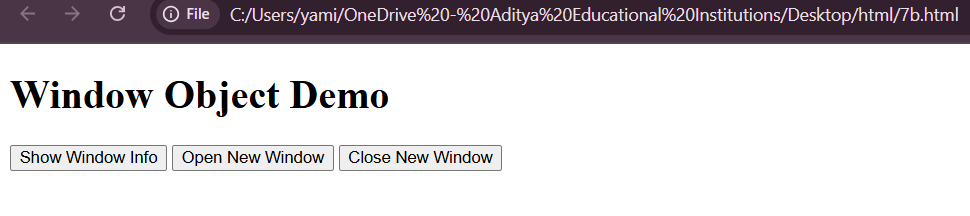 File C:/Users/yami/OneDrive%20-%20Aditya%20Educational%20Institutions/Desktop/html/7b.html
Window Object Demo
Show Window Info Open New Window Close New Window